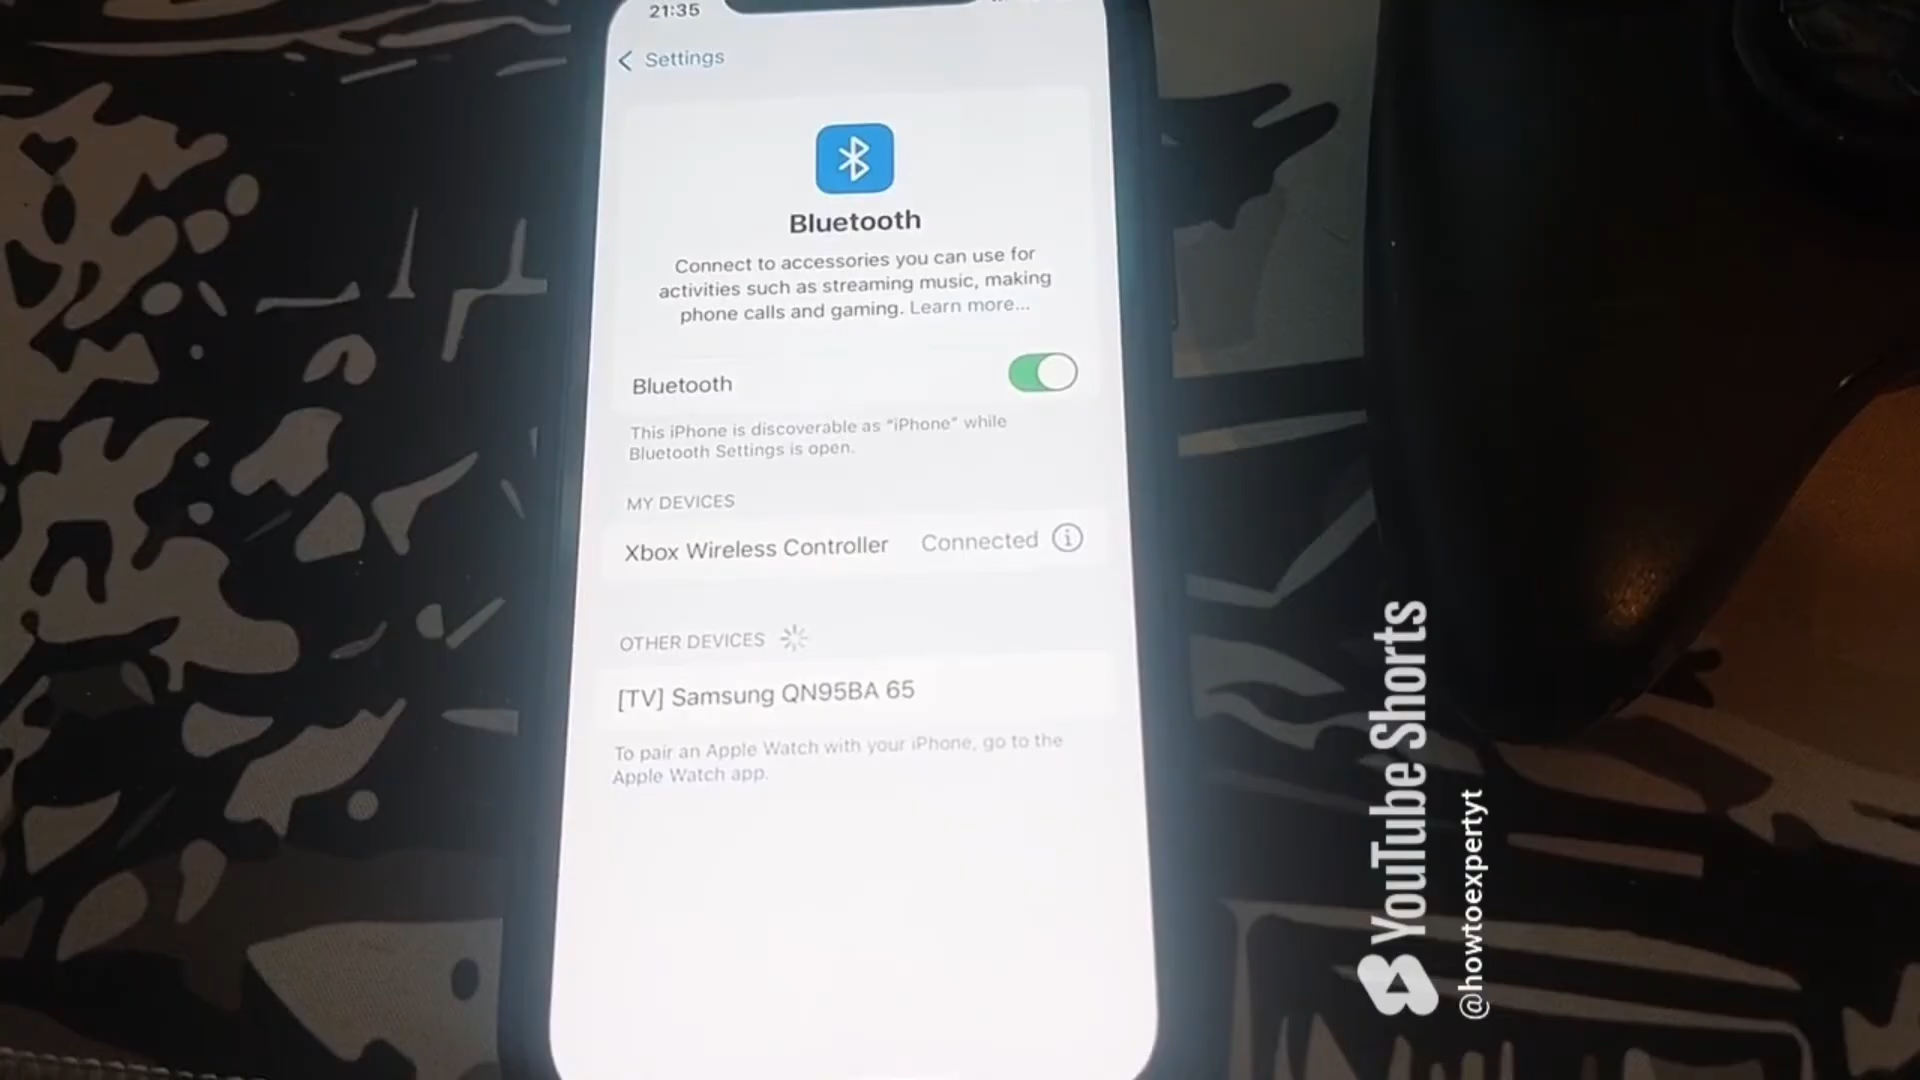 21:35
Settings
Bluetooth
Connect to accessories you can use for
activities such as streaming music, making
phone calls and gaming. Learn more...
Bluetooth
This iPhone is discoverable as "iPhone" while
Bluetooth Settings is open.
MY DEVICES
Xbox Wireless Controller Connected
OTHER DEVICES
[TV] Samsung QN95BA 65
To pair an Apple Watch with your iPhone, go to the
Apple Watch app.
YouTube Shorts
@howtoexpertyt